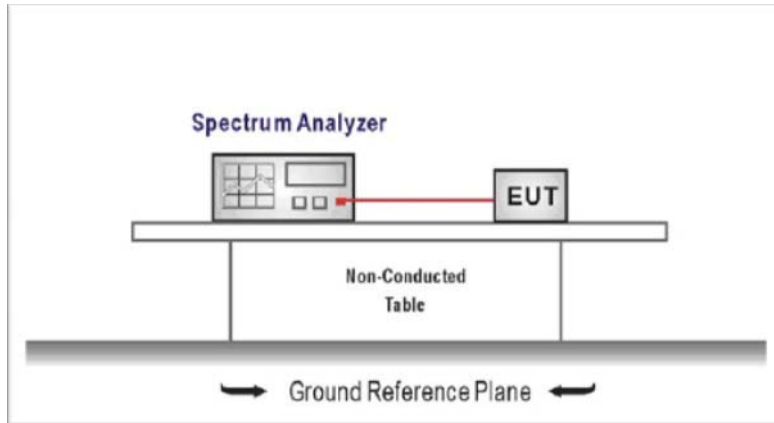 Spectrum Analyzer
EUT
Non-Conducted
Table
Ground Reference Plane